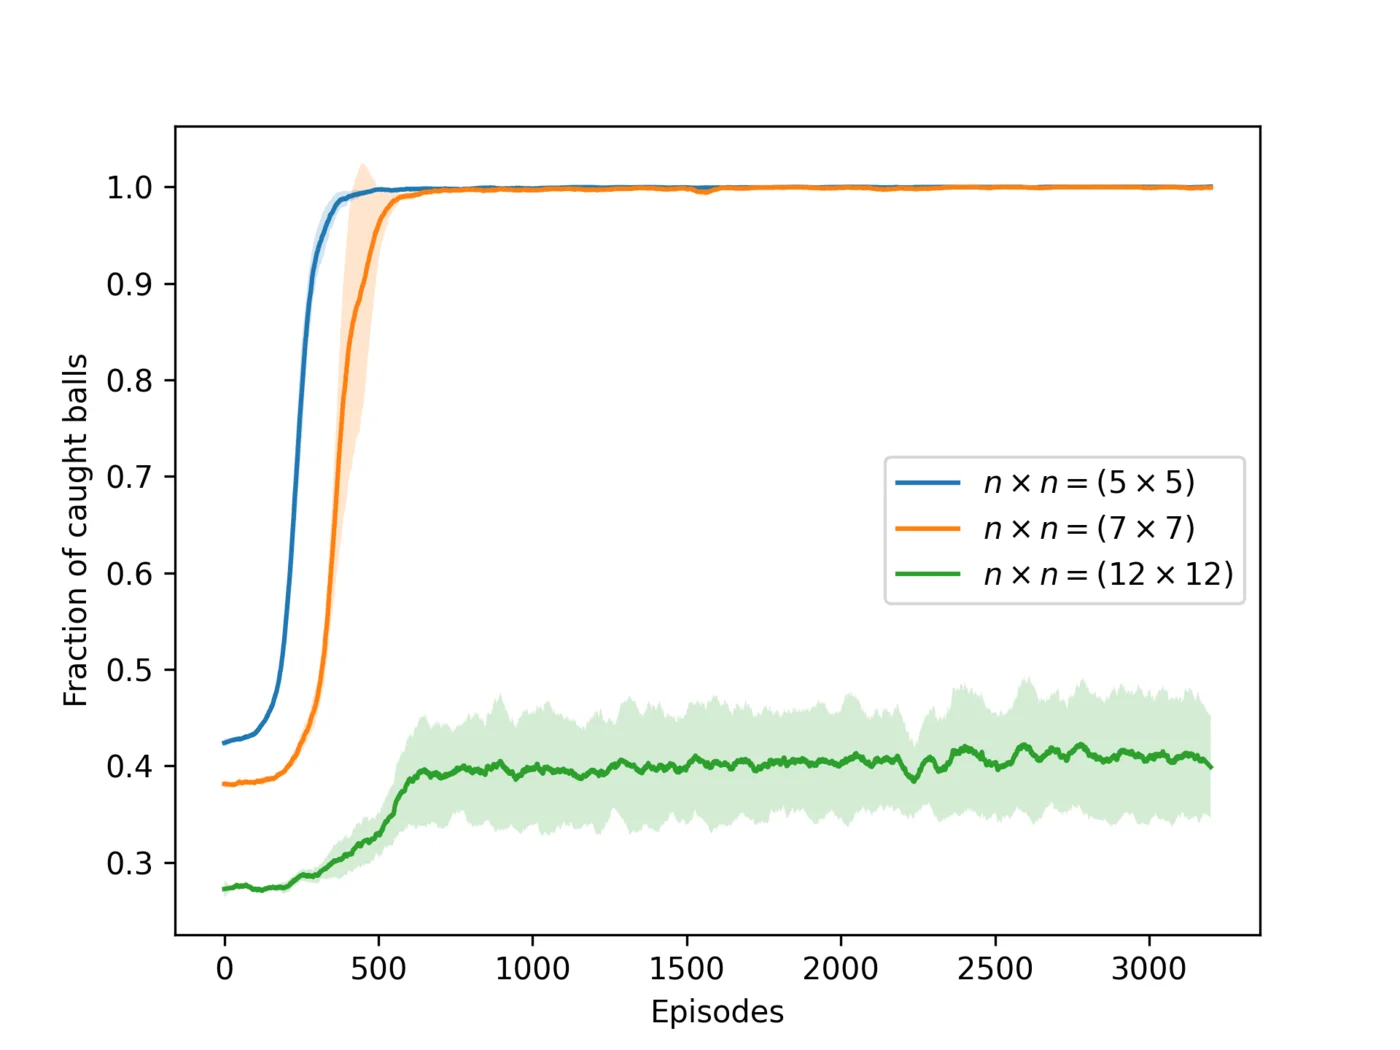 1.0
0.9
0.8
0.7
0.6
0.5
0.4
0.3
Fraction of caught balls
n × n = (5 × 5)
n × n = (7 × 7)
n × n = (12 × 12)
0 500 1000 1500 2000 2500 3000
Episodes